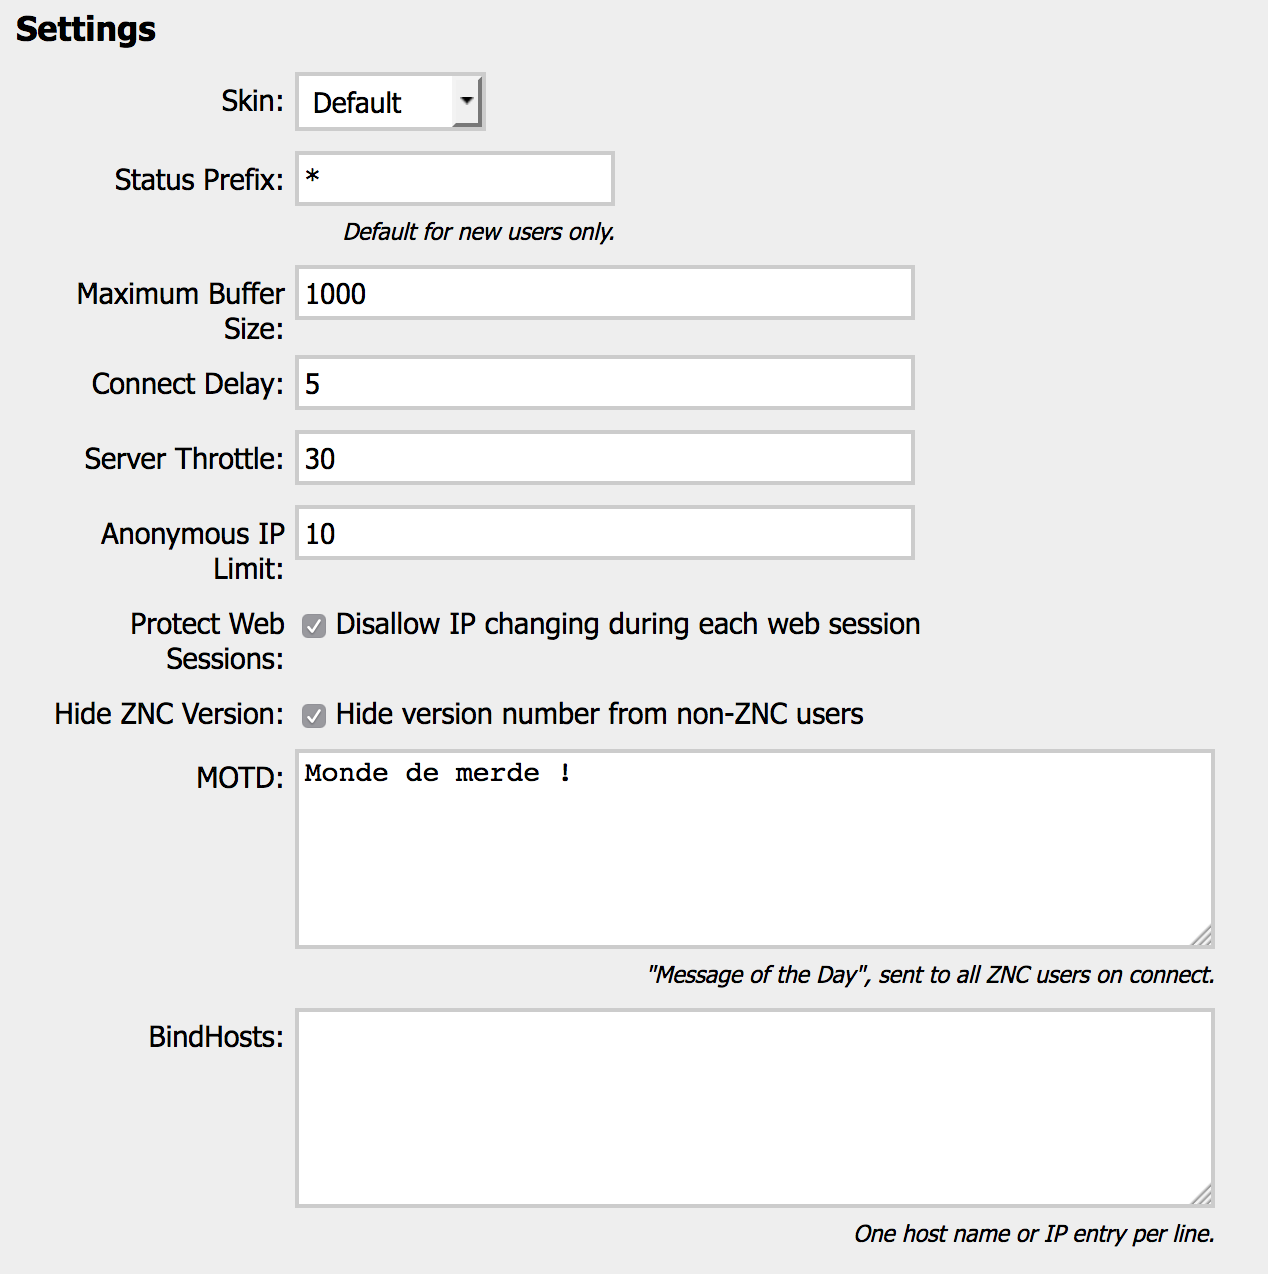 Settings
Skin: Default
Status Prefix: *
Default for new users only.
Maximum Buffer Size: 1000
Connect Delay: 5
Server Throttle: 30
Anonymous IP Limit: 10
Protect Web Sessions: Disallow IP changing during each web session
Hide ZNC Version: Hide version number from non-ZNC users
MOTD: Monde de merde !
"Message of the Day", sent to all ZNC users on connect.
BindHosts:
One host name or IP entry per line.